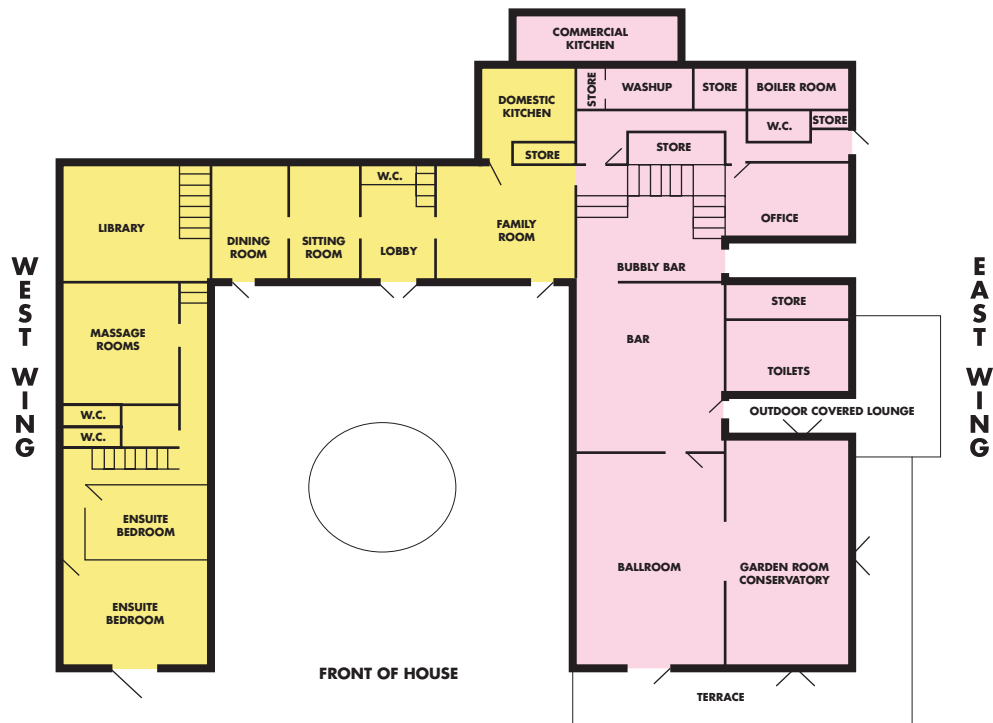 COMMERCIAL
KITCHEN
STORE
WASHUP
STORE
BOILER ROOM
DOMESTIC
KITCHEN
W.C.
STORE
STORE
STORE
W.C.
LIBRARY
DINING
ROOM
SITTING
ROOM
LOBBY
FAMILY
ROOM
OFFICE
BUBBLY BAR
WEST WING
EAST WING
STORE
MASSAGE
ROOMS
BAR
TOILETS
W.C.
W.C.
OUTDOOR COVERED LOUNGE
ENSUITE
BEDROOM
BALLROOM
GARDEN ROOM
CONSERVATORY
ENSUITE
BEDROOM
FRONT OF HOUSE
TERRACE